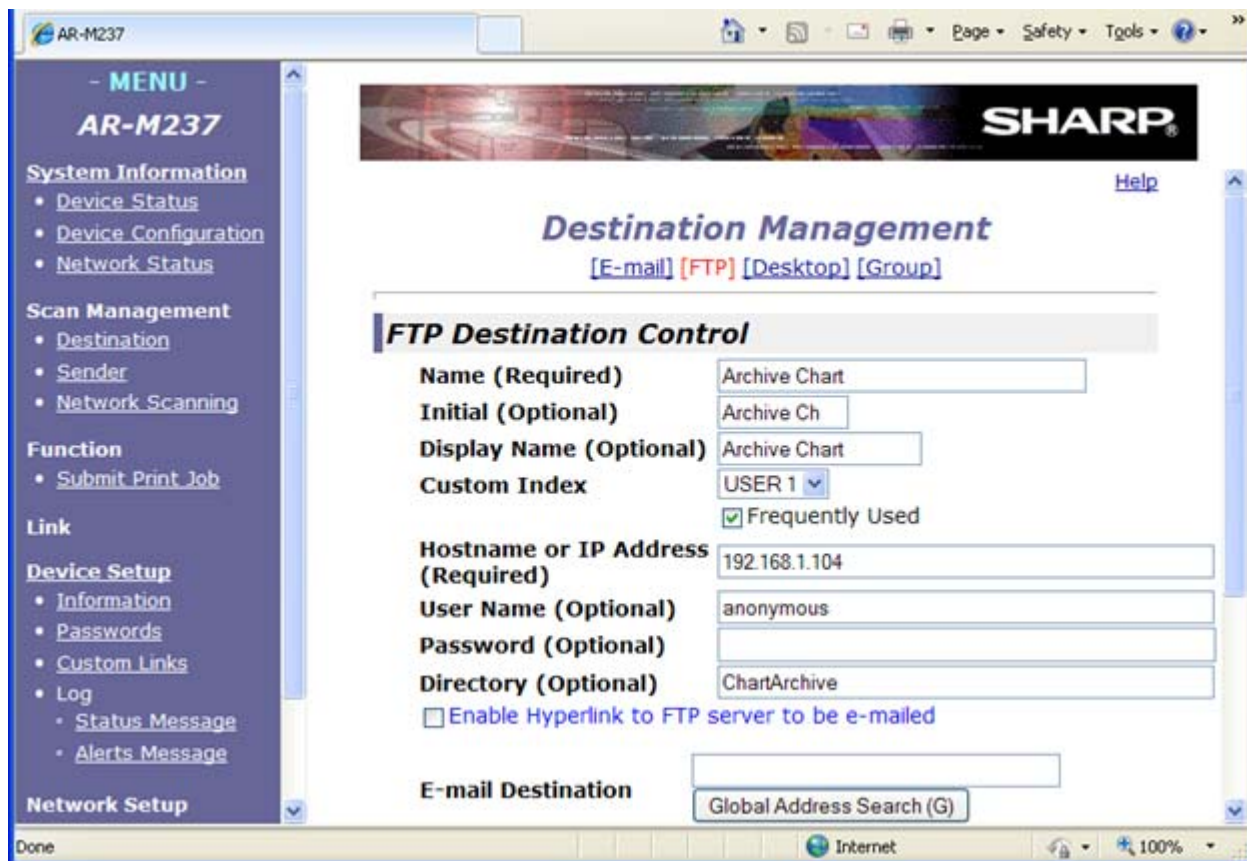 AR-M237
Page
Safety
Tools
»
- MENU -
AR-M237
System Information
• Device Status
• Device Configuration
• Network Status
Scan Management
• Destination
• Sender
• Network Scanning
Function
• Submit Print Job
Link
Device Setup
• Information
• Passwords
• Custom Links
• Log
• Status Message
• Alerts Message
Network Setup
SHARP®
Help
Destination Management
[E-mail] [FTP] [Desktop] [Group]
FTP Destination Control
Name (Required) Archive Chart
Initial (Optional) Archive Ch
Display Name (Optional) Archive Chart
Custom Index USER 1
Frequently Used
Hostname or IP Address
(Required) 192.168.1.104
User Name (Optional) anonymous
Password (Optional)
Directory (Optional) ChartArchive
Enable Hyperlink to FTP server to be e-mailed
E-mail Destination
Global Address Search (G)
Done
Internet
100%